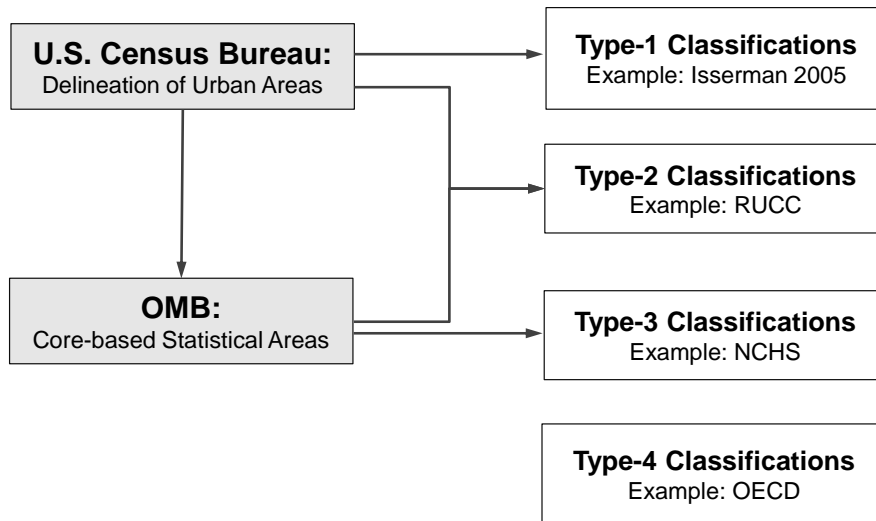 U.S. Census Bureau:
Delineation of Urban Areas
OMB:
Core-based Statistical Areas
Type-1 Classifications
Example: Isserman 2005
Type-2 Classifications
Example: RUCC
Type-3 Classifications
Example: NCHS
Type-4 Classifications
Example: OECD